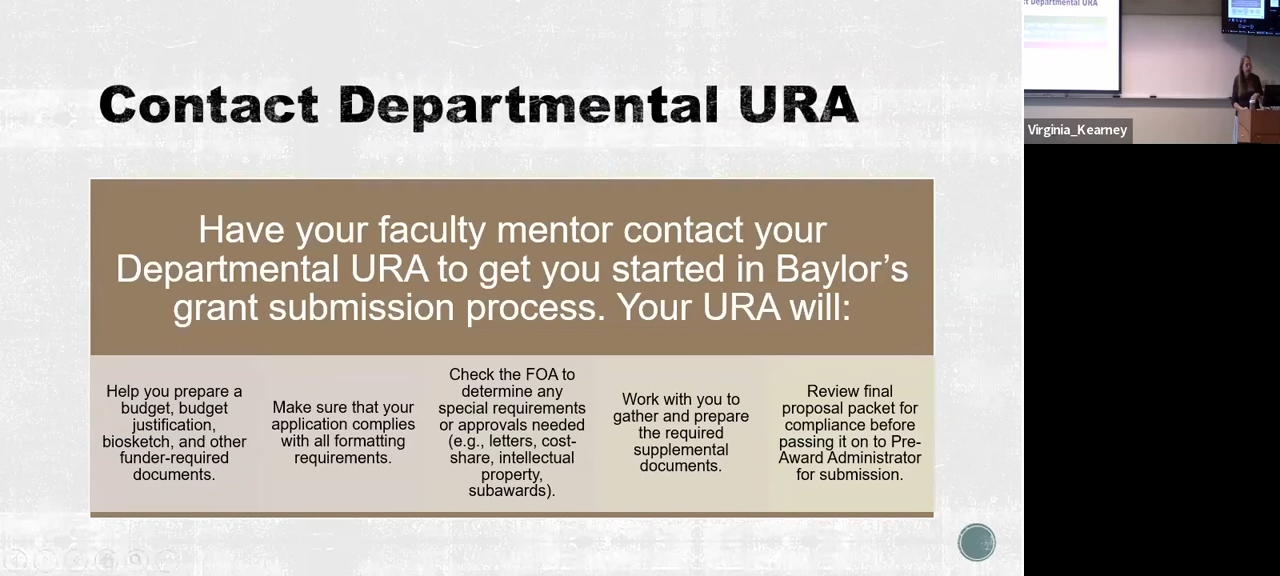 Contact Departmental URA
Have your faculty mentor contact your
Departmental URA to get you started in Baylor’s
grant submission process. Your URA will:
Help you prepare a
budget, budget
justification,
biosketch, and other
funder-required
documents.
Make sure that your
application complies
with all formatting
requirements.
Check the FOA to
determine any
special requirements
or approvals needed
(e.g., letters, cost-
share, intellectual
property,
subawards).
Work with you to
gather and prepare
the required
supplemental
documents.
Review final
proposal packet for
compliance before
passing it on to Pre-
Award Administrator
for submission.
ct Departmental URA
Virginia_Kearney